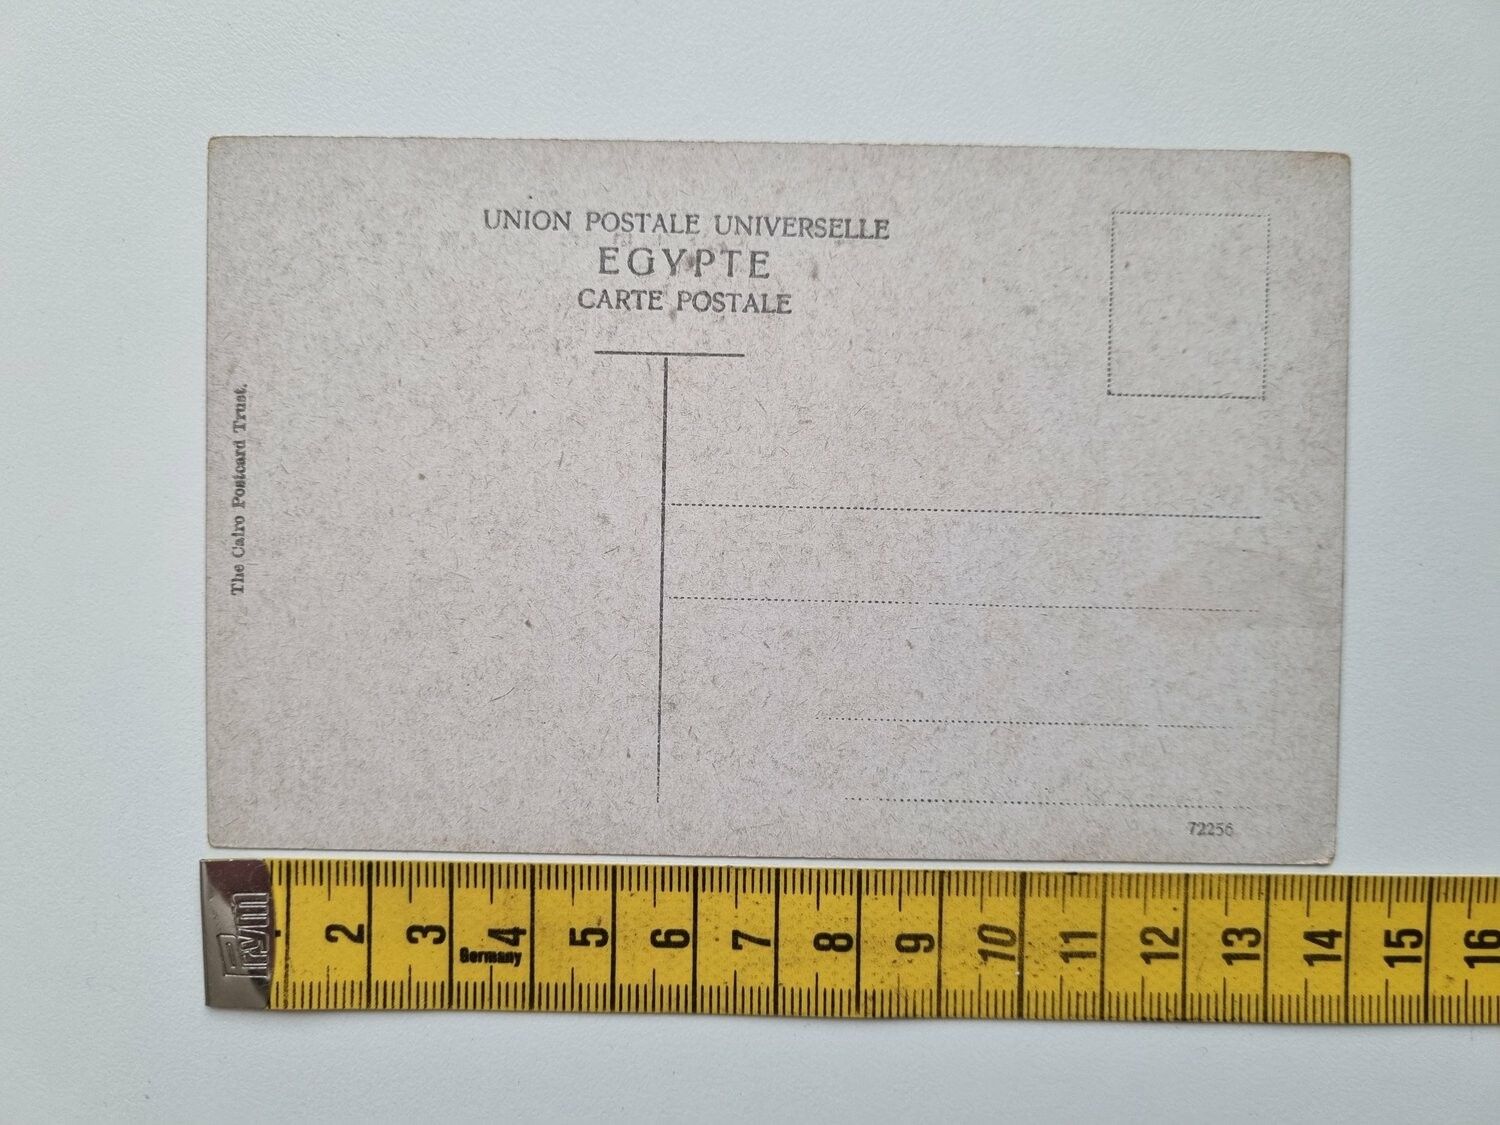 UNION POSTALE UNIVERSELLE
EGYPTE
CARTE POSTALE
The Cairo Postcard Trust.
72256
Prym
2 3 4 5 6 7 8 9 10 11 12 13 14 15 16
Germany